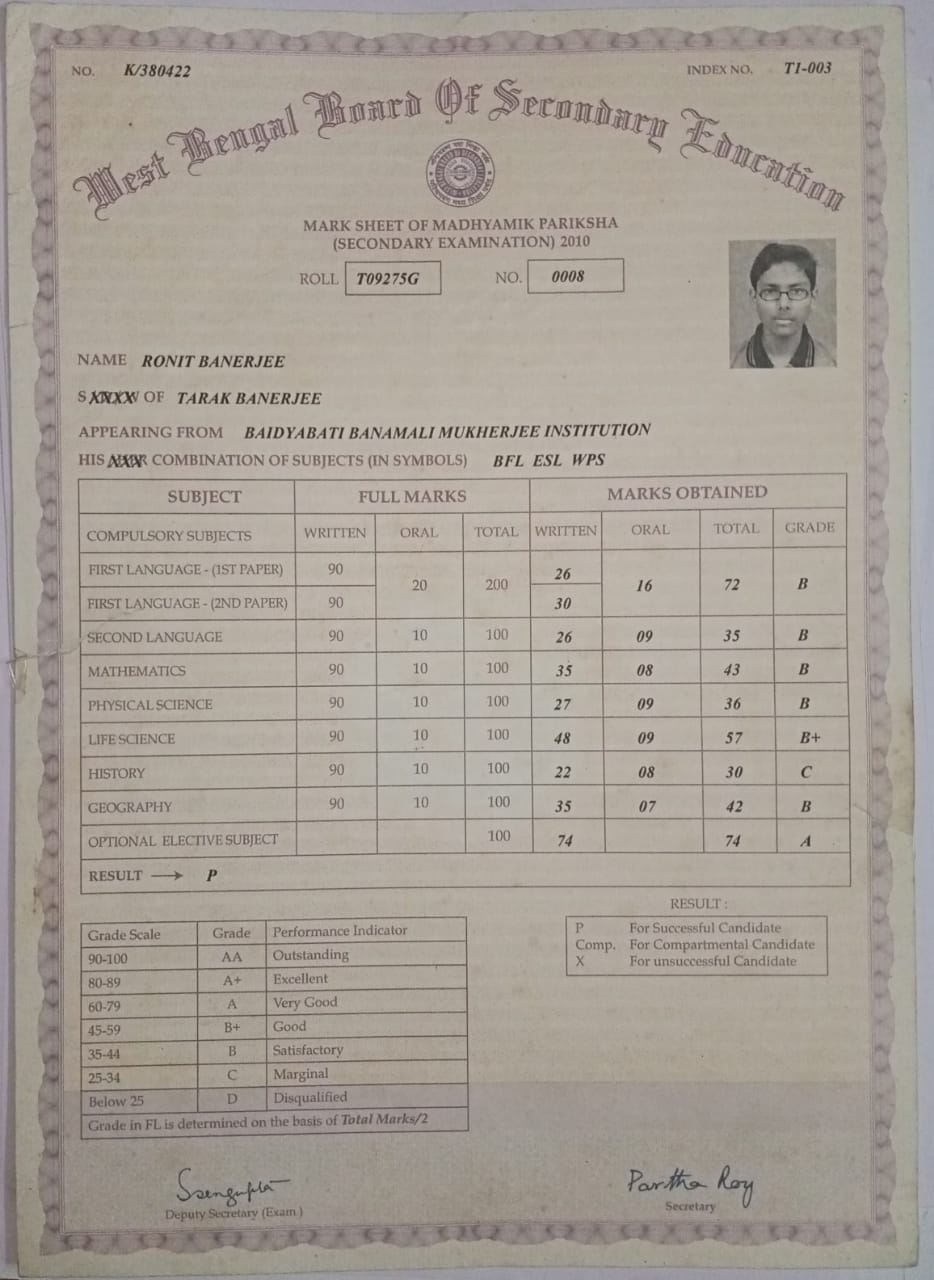 NO. K/380422 INDEX NO. T1-003
West Bengal Board Of Secondary Education
MARK SHEET OF MADHYAMIK PARIKSHA
(SECONDARY EXAMINATION) 2010
ROLL T09275G NO. 0008
NAME RONIT BANERJEE
S OF TARAK BANERJEE
APPEARING FROM BAIDYABATI BANAMALI MUKHERJEE INSTITUTION
HIS COMBINATION OF SUBJECTS (IN SYMBOLS) BFL ESL WPS
SUBJECT FULL MARKS MARKS OBTAINED
COMPULSORY SUBJECTS WRITTEN ORAL TOTAL WRITTEN ORAL TOTAL GRADE
FIRST LANGUAGE - (1ST PAPER) 90 20 200 26 16 72 B
FIRST LANGUAGE - (2ND PAPER) 90 30
SECOND LANGUAGE 90 10 100 26 09 35 B
MATHEMATICS 90 10 100 35 08 43 B
PHYSICAL SCIENCE 90 10 100 27 09 36 B
LIFE SCIENCE 90 10 100 48 09 57 B+
HISTORY 90 10 100 22 08 30 C
GEOGRAPHY 90 10 100 35 07 42 B
OPTIONAL ELECTIVE SUBJECT 100 74 74 A
RESULT → P
RESULT :
P For Successful Candidate
Comp. For Compartmental Candidate
X For unsuccessful Candidate
Grade Scale Grade Performance Indicator
90-100 AA Outstanding
80-89 A+ Excellent
60-79 A Very Good
45-59 B+ Good
35-44 B Satisfactory
25-34 C Marginal
Below 25 D Disqualified
Grade in FL is determined on the basis of Total Marks/2
Ssengupta
Deputy Secretary (Exam)
Partha Roy
Secretary